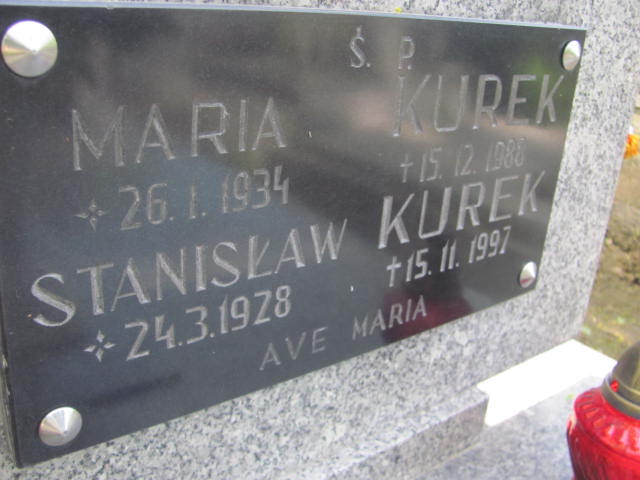 Ś. P.
MARIA KUREK
26.1.1934 +15.12.1988
STANISŁAW KUREK
24.3.1928 +15.11.1997
AVE MARIA